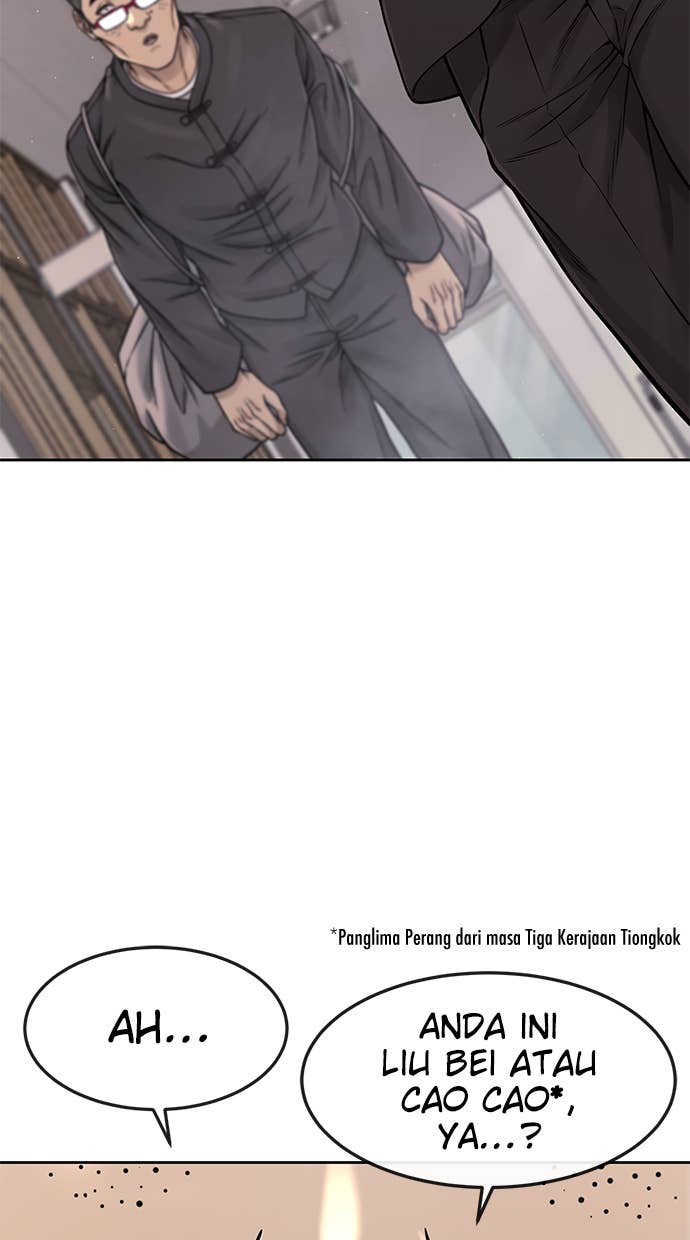 *Panglima Perang dari masa Tiga Kerajaan Tiongkok
AH...
ANDA INI
LIU BEI ATAU
CAO CAO*,
YA...?